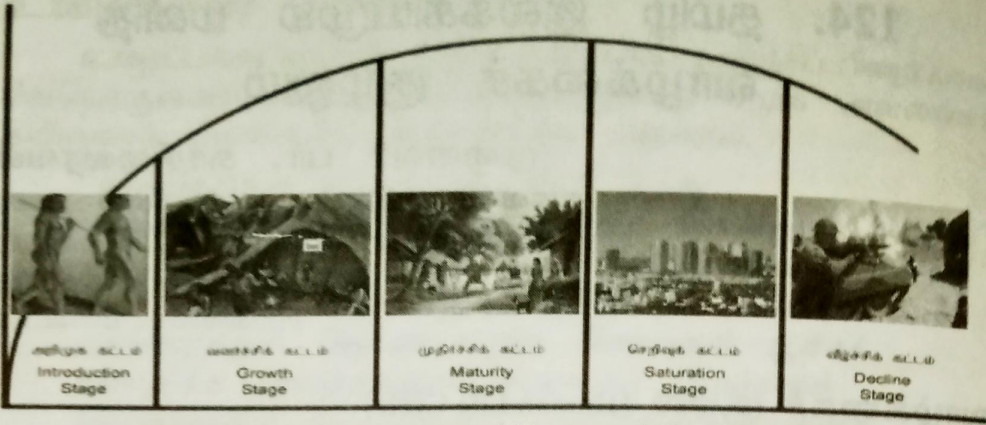 அறிமுக கட்டம்
Introduction
Stage
வளர்ச்சிக் கட்டம்
Growth
Stage
முதிர்ச்சிக் கட்டம்
Maturity
Stage
செறிவுக் கட்டம்
Saturation
Stage
வீழ்ச்சிக் கட்டம்
Decline
Stage